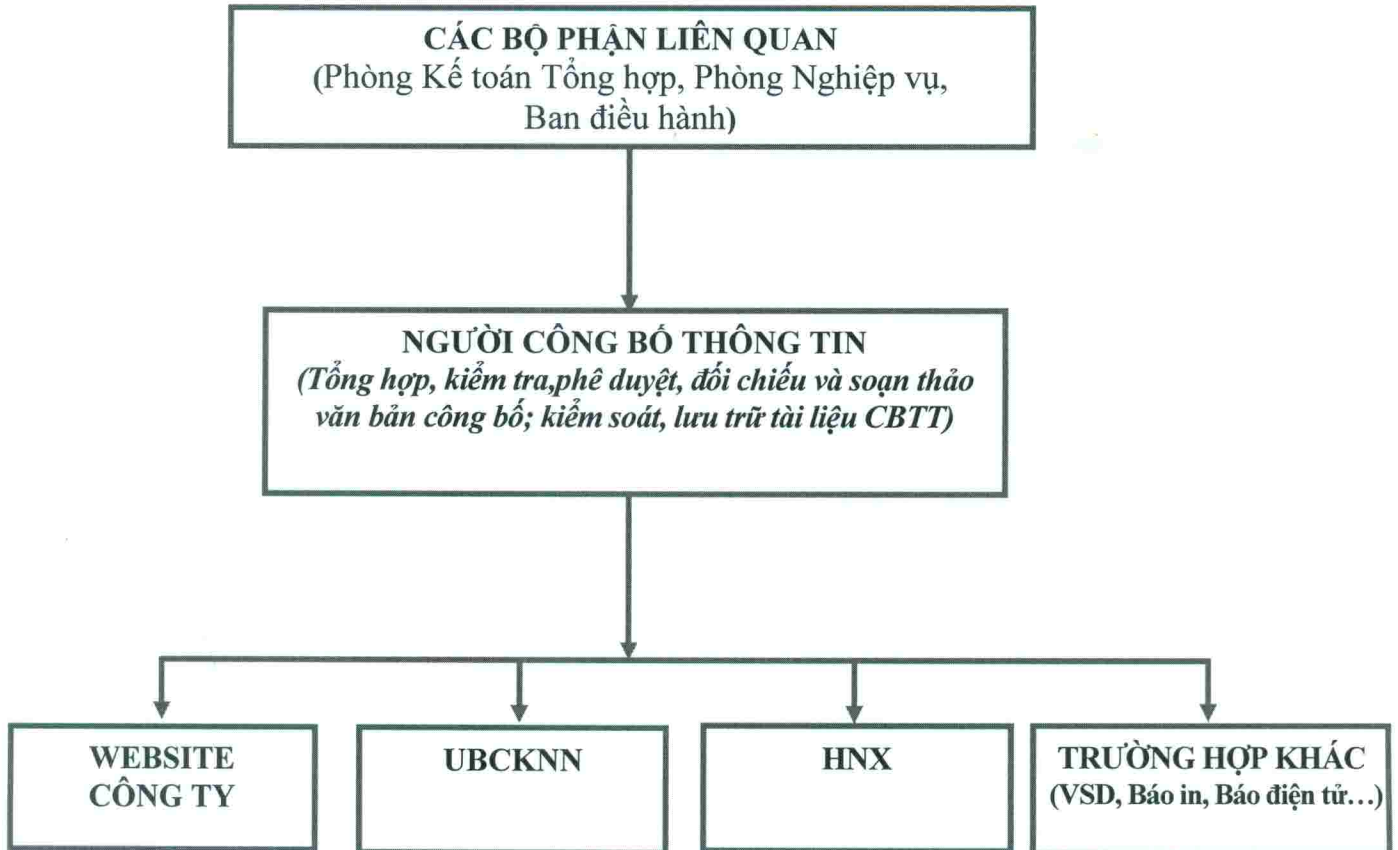 CÁC BỘ PHẬN LIÊN QUAN
(Phòng Kế toán Tổng hợp, Phòng Nghiệp vụ,
Ban điều hành)
NGƯỜI CÔNG BỐ THÔNG TIN
(Tổng hợp, kiểm tra,phê duyệt, đối chiếu và soạn thảo
văn bản công bố; kiểm soát, lưu trữ tài liệu CBTT)
WEBSITE
CÔNG TY
UBCKNN
HNX
TRƯỜNG HỢP KHÁC
(VSD, Báo in, Báo điện tử...)